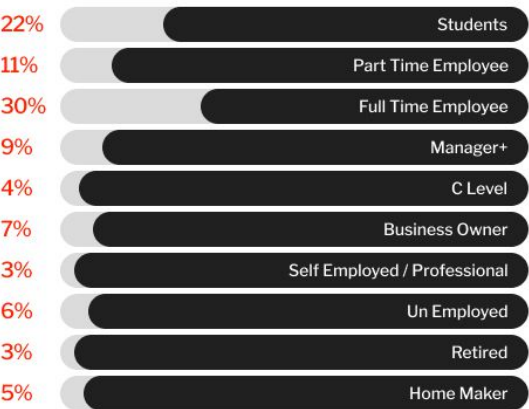 22% Students
11% Part Time Employee
30% Full Time Employee
9% Manager+
4% C Level
7% Business Owner
3% Self Employed / Professional
6% Un Employed
3% Retired
5% Home Maker